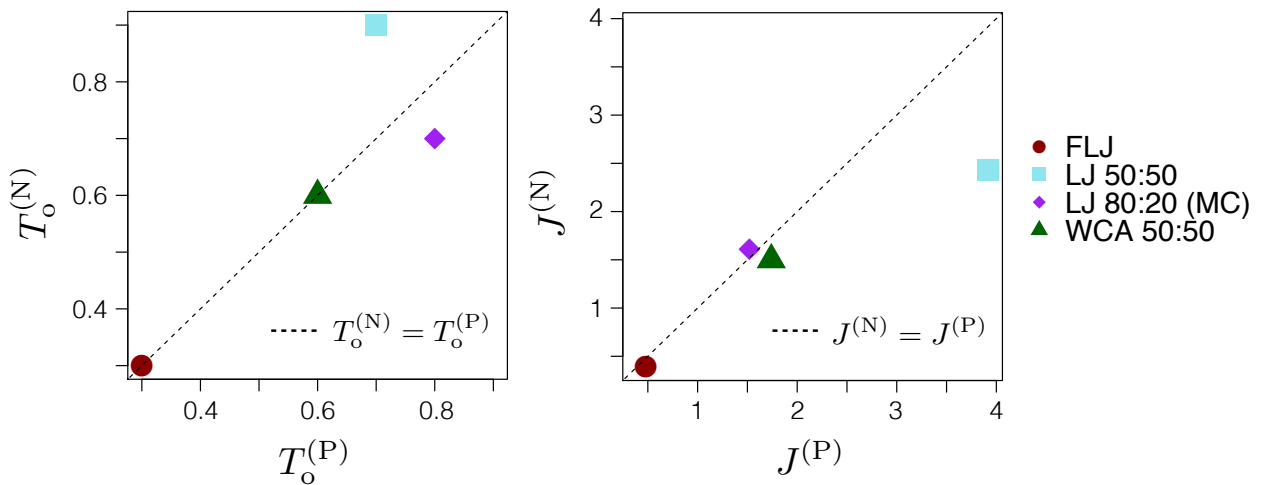 0.8
0.6
0.4
T_o^(N)
0.4 0.6 0.8
T_o^(P)
T_o^(N) = T_o^(P)
4
3
2
1
J^(N)
1 2 3 4
J^(P)
J^(N) = J^(P)
FLJ
LJ 50:50
LJ 80:20 (MC)
WCA 50:50